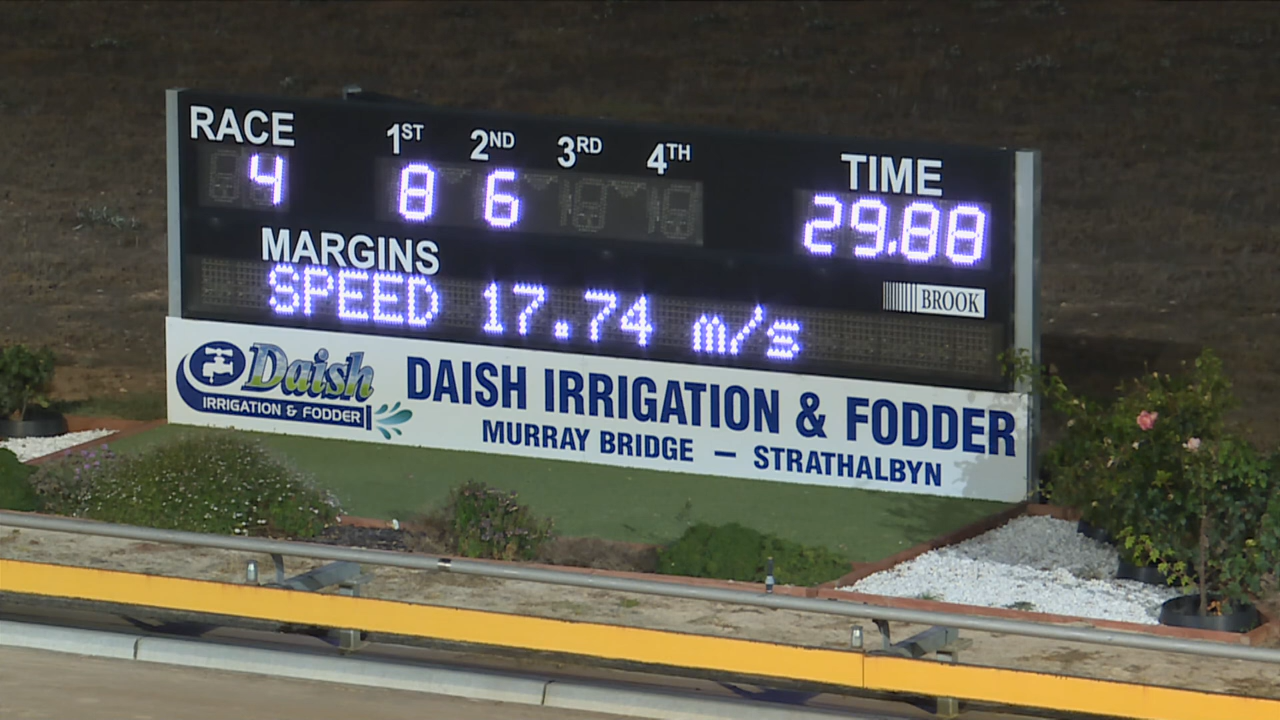 RACE 1ST 2ND 3RD 4TH TIME
4 8 6 29.88
MARGINS
BROOK
SPEED 17.74 m/s
Daish
IRRIGATION & FODDER
DAISH IRRIGATION & FODDER
MURRAY BRIDGE – STRATHALBYN